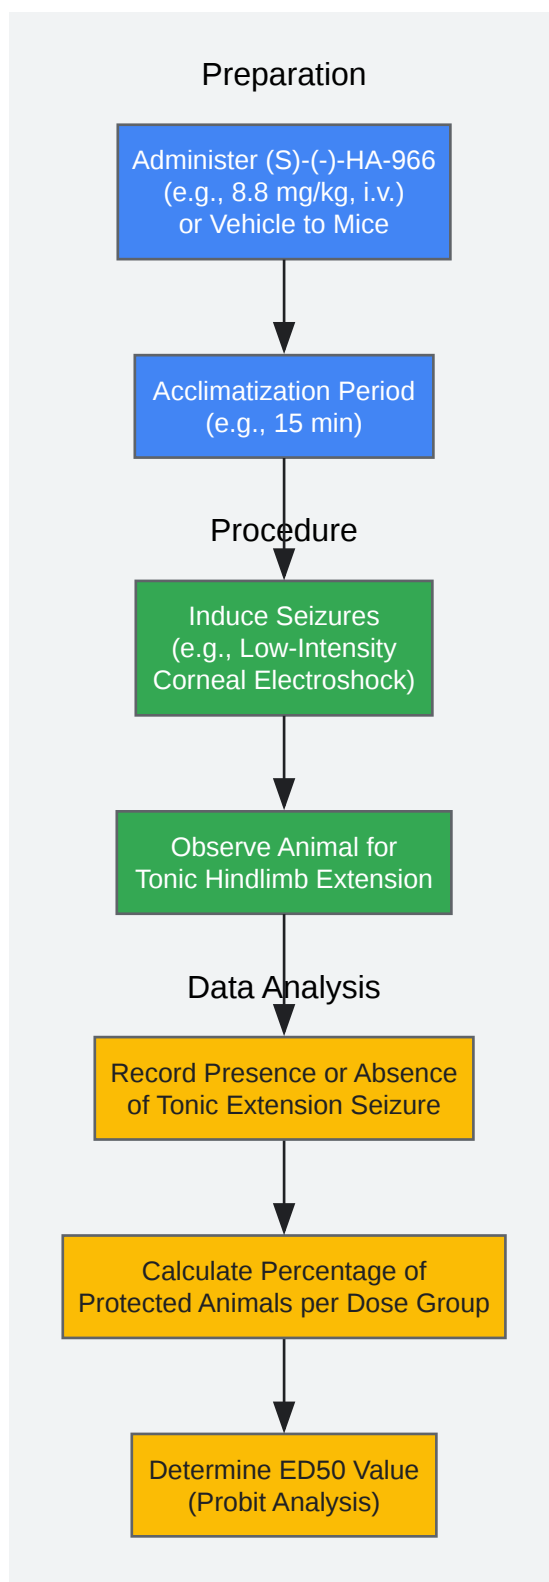 Preparation
Administer (S)-(-)-HA-966
(e.g., 8.8 mg/kg, i.v.)
or Vehicle to Mice
Acclimatization Period
(e.g., 15 min)
Procedure
Induce Seizures
(e.g., Low-Intensity
Corneal Electroshock)
Observe Animal for
Tonic Hindlimb Extension
Data Analysis
Record Presence or Absence
of Tonic Extension Seizure
Calculate Percentage of
Protected Animals per Dose Group
Determine ED50 Value
(Probit Analysis)